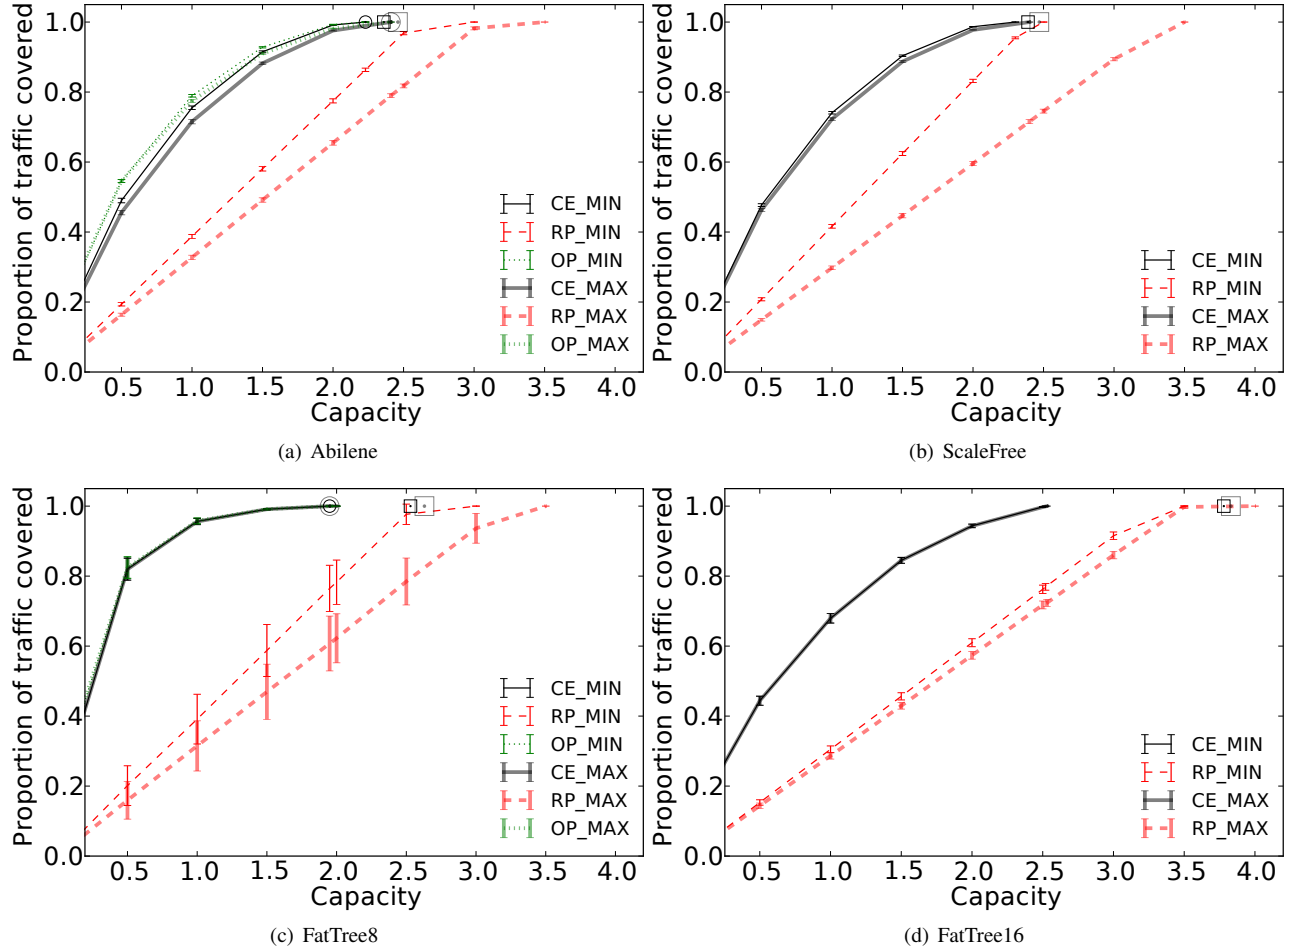 Proportion of traffic covered
1.0
0.8
0.6
0.4
0.2
0.0
0.5 1.0 1.5 2.0 2.5 3.0 3.5 4.0
Capacity
CE_MIN
RP_MIN
OP_MIN
CE_MAX
RP_MAX
OP_MAX
(a) Abilene
Proportion of traffic covered
1.0
0.8
0.6
0.4
0.2
0.0
0.5 1.0 1.5 2.0 2.5 3.0 3.5 4.0
Capacity
CE_MIN
RP_MIN
CE_MAX
RP_MAX
(b) ScaleFree
Proportion of traffic covered
1.0
0.8
0.6
0.4
0.2
0.0
0.5 1.0 1.5 2.0 2.5 3.0 3.5 4.0
Capacity
CE_MIN
RP_MIN
OP_MIN
CE_MAX
RP_MAX
OP_MAX
(c) FatTree8
Proportion of traffic covered
1.0
0.8
0.6
0.4
0.2
0.0
0.5 1.0 1.5 2.0 2.5 3.0 3.5 4.0
Capacity
CE_MIN
RP_MIN
CE_MAX
RP_MAX
(d) FatTree16